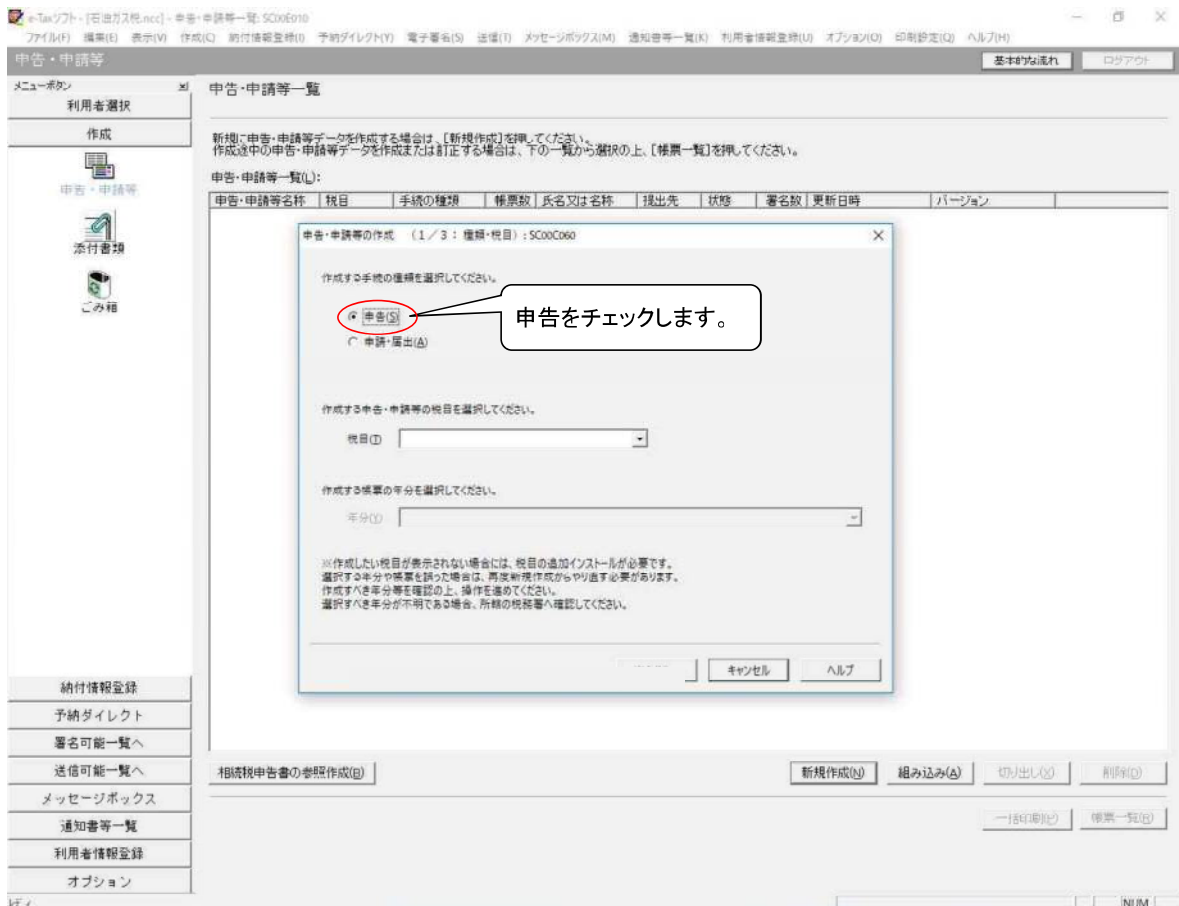 e-Taxソフト - [石油ガス税.ncc] - 申告・申請等一覧: SC00E010
ファイル(F) 編集(E) 表示(V) 作成(C) 納付情報登録(I) 予納ダイレクト(Y) 電子署名(S) 送信(T) メッセージボックス(M) 通知書等一覧(K) 利用者情報登録(U) オプション(O) 印刷設定(Q) ヘルプ(H)
申告・申請等
基本的な流れ
ログアウト
メニューボタン
利用者選択
作成
申告・申請等
添付書類
ごみ箱
申告・申請等一覧
新規に申告・申請等データを作成する場合は、[新規作成]を押してください。
作成途中の申告・申請等データを作成または訂正する場合は、下の一覧から選択の上、[帳票一覧]を押してください。
申告・申請等一覧(L):
申告・申請等名称 税目 手続の種類 帳票数 氏名又は名称 提出先 状態 署名数 更新日時 バージョン
申告・申請等の作成 (1/3:種類・税目):SC00C060
作成する手続の種類を選択してください。
申告(S)
申告をチェックします。
申請・届出(A)
作成する申告・申請等の税目を選択してください。
税目(T)
作成する帳票の年分を選択してください。
年分(Y)
※作成したい税目が表示されない場合には、税目の追加インストールが必要です。
選択する年分や帳票を誤った場合は、再度新規作成からやり直す必要があります。
作成すべき年分等を確認の上、操作を進めてください。
選択すべき年分が不明である場合、所轄の税務署へ確認してください。
キャンセル
ヘルプ
納付情報登録
予納ダイレクト
署名可能一覧へ
送信可能一覧へ
メッセージボックス
通知書等一覧
利用者情報登録
オプション
相続税申告書の参照作成(B)
新規作成(N)
組み込み(A)
切り出し(X)
削除(D)
一括印刷(P)
帳票一覧(R)
NUM